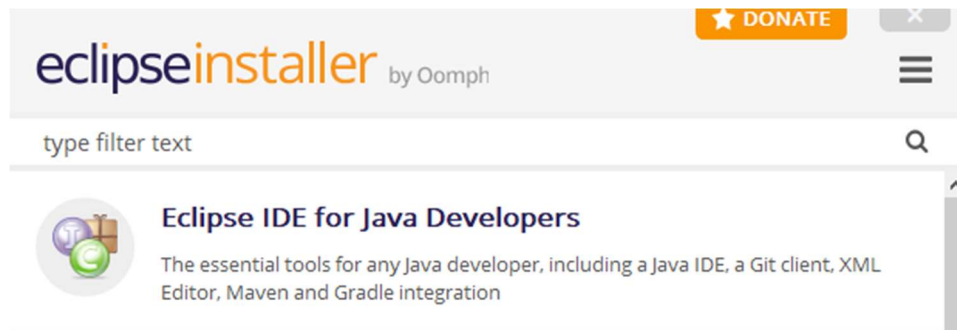 DONATE
eclipseinstaller by Oomph
type filter text
Eclipse IDE for Java Developers
The essential tools for any Java developer, including a Java IDE, a Git client, XML
Editor, Maven and Gradle integration